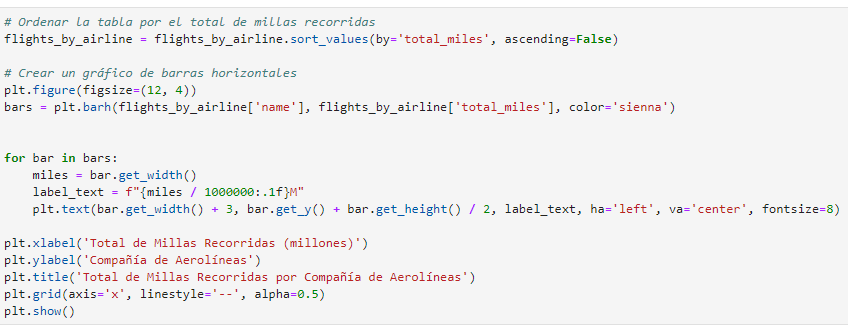 # Ordenar la tabla por el total de millas recorridas
flights_by_airline = flights_by_airline.sort_values(by='total_miles', ascending=False)
# Crear un gráfico de barras horizontales
plt.figure(figsize=(12, 4))
bars = plt.barh(flights_by_airline['name'], flights_by_airline['total_miles'], color='sienna')
for bar in bars:
    miles = bar.get_width()
    label_text = f"{miles / 1000000:.1f}M"
    plt.text(bar.get_width() + 3, bar.get_y() + bar.get_height() / 2, label_text, ha='left', va='center', fontsize=8)
plt.xlabel('Total de Millas Recorridas (millones)')
plt.ylabel('Compañía de Aerolíneas')
plt.title('Total de Millas Recorridas por Compañía de Aerolíneas')
plt.grid(axis='x', linestyle='--', alpha=0.5)
plt.show()